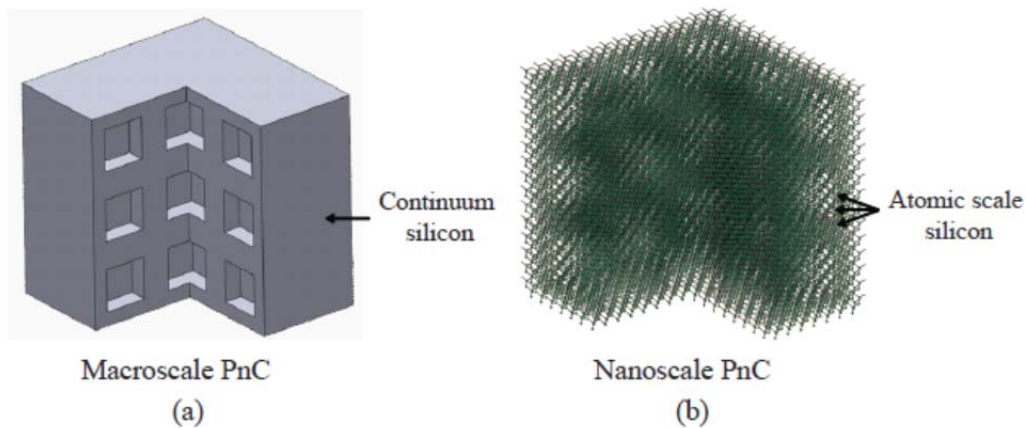 Continuum
silicon
Atomic scale
silicon
Macroscale PnC
Nanoscale PnC
(a)
(b)